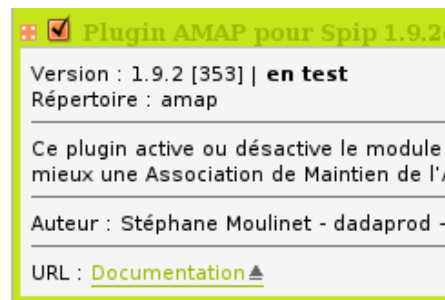 Plugin AMAP pour Spip 1.9.2
Version : 1.9.2 [353] | en test
Répertoire : amap
Ce plugin active ou désactive le module
mieux une Association de Maintien de l'
Auteur : Stéphane Moulinet - dadaprod -
URL : Documentation